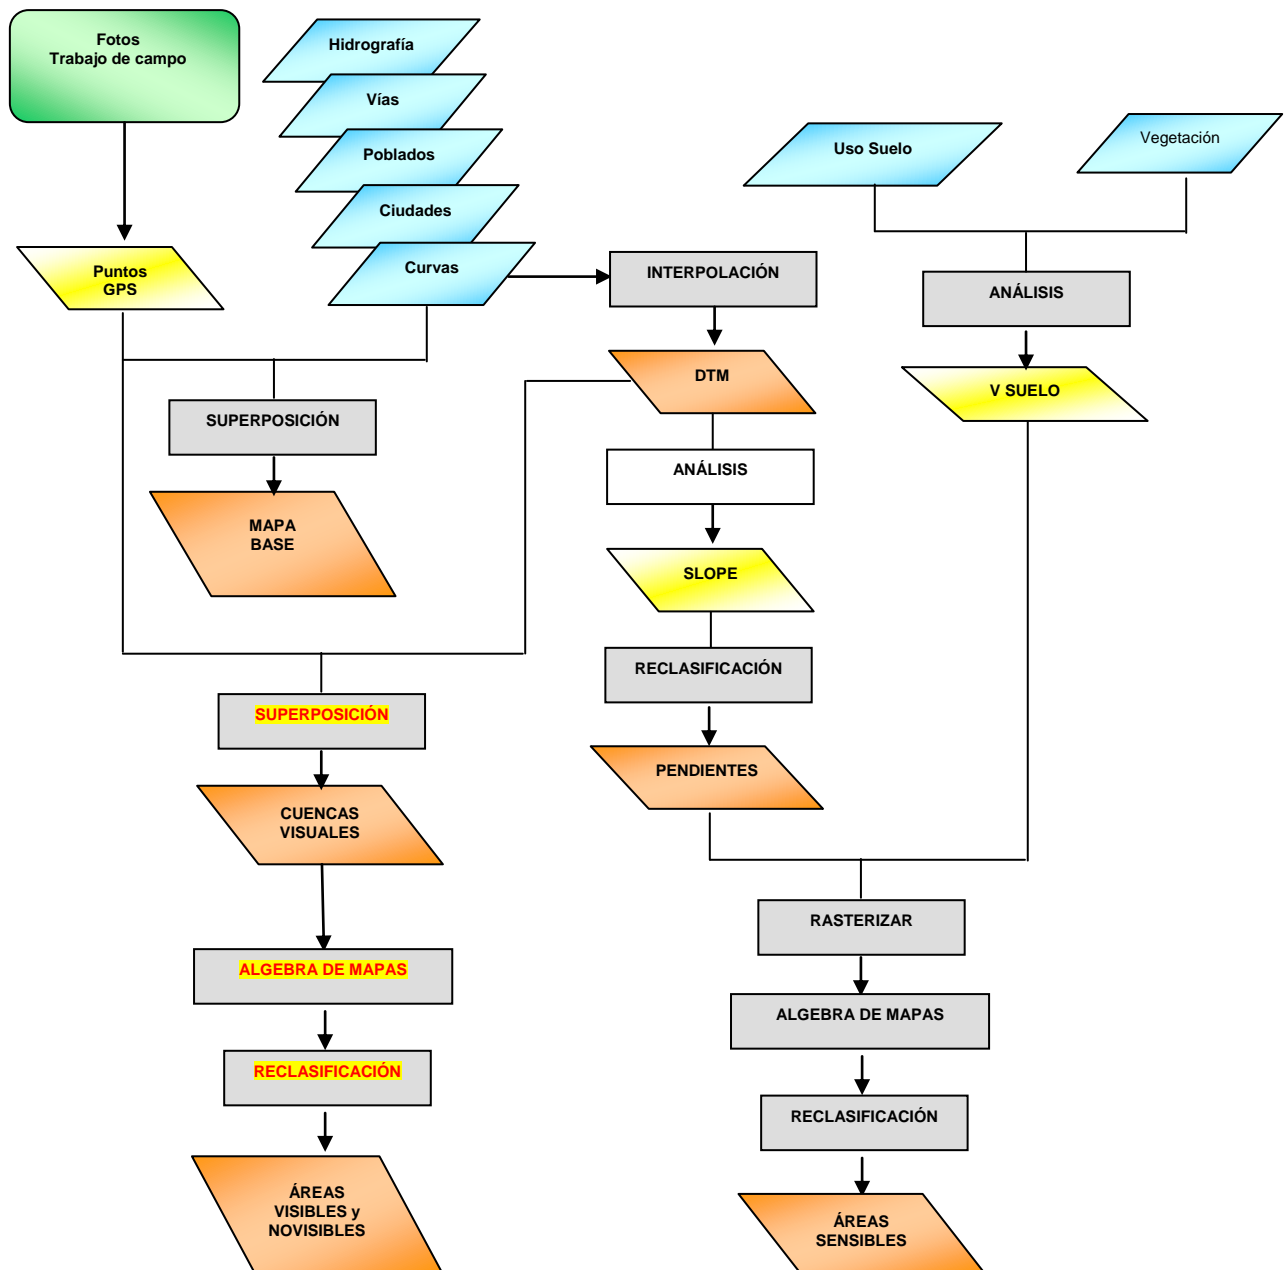 Fotos
Trabajo de campo
Hidrografía
Vías
Poblados
Ciudades
Curvas
Uso Suelo
Vegetación
Puntos
GPS
INTERPOLACIÓN
ANÁLISIS
DTM
V SUELO
SUPERPOSICIÓN
ANÁLISIS
MAPA
BASE
SLOPE
RECLASIFICACIÓN
SUPERPOSICIÓN
PENDIENTES
CUENCAS
VISUALES
RASTERIZAR
ALGEBRA DE MAPAS
ALGEBRA DE MAPAS
RECLASIFICACIÓN
RECLASIFICACIÓN
ÁREAS
VISIBLES y
NOVISIBLES
ÁREAS
SENSIBLES